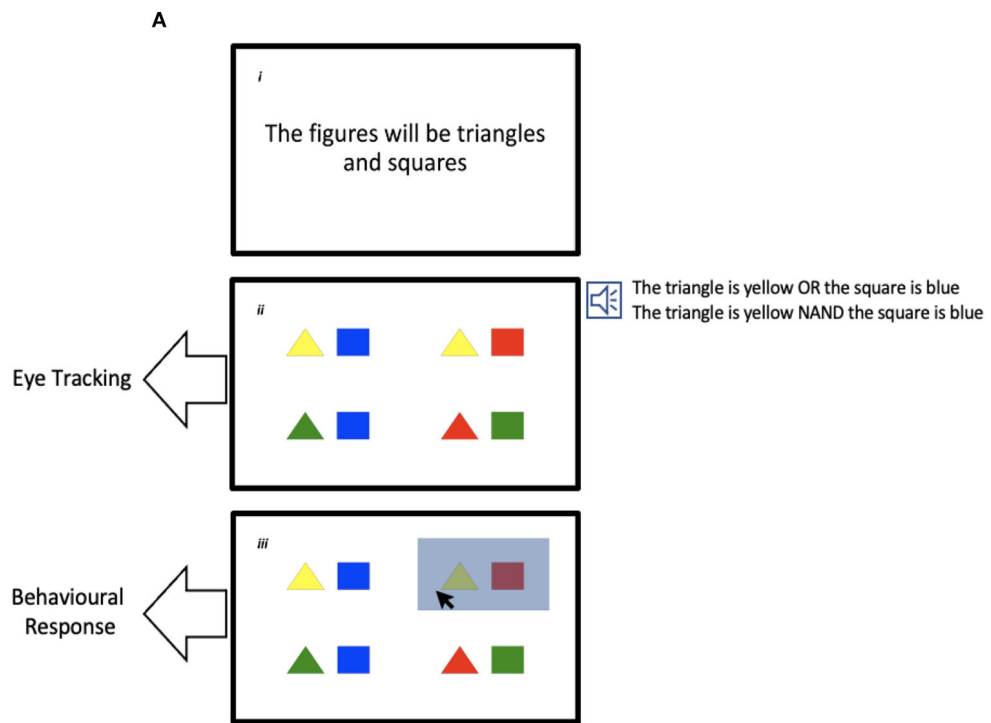 A
i
The figures will be triangles
and squares
The triangle is yellow OR the square is blue
The triangle is yellow NAND the square is blue
ii
Eye Tracking
iii
Behavioural
Response